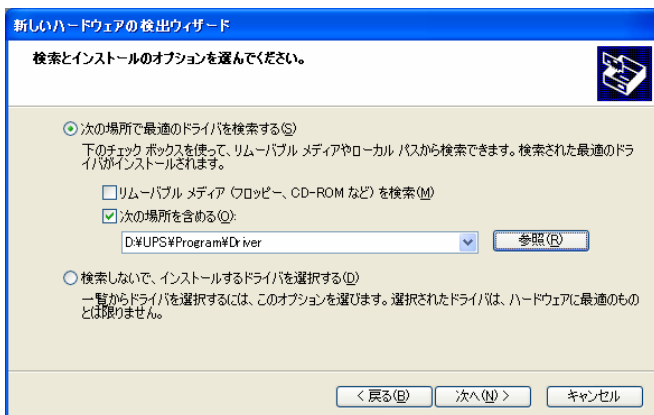 新しいハードウェアの検出ウィザード
検索とインストールのオプションを選んでください。
次の場所で最適のドライバを検索する(S)
下のチェック ボックスを使って、リムーバブル メディアやローカル パスから検索できます。検索された最適のドラ
イバがインストールされます。
リムーバブル メディア (フロッピー、CD-ROM など) を検索(M)
次の場所を含める(O):
D:¥UPS¥Program¥Driver
参照(R)
検索しないで、インストールするドライバを選択する(D)
一覧からドライバを選択するには、このオプションを選びます。選択されたドライバは、ハードウェアに最適のもの
とは限りません。
< 戻る(B)
次へ(N) >
キャンセル